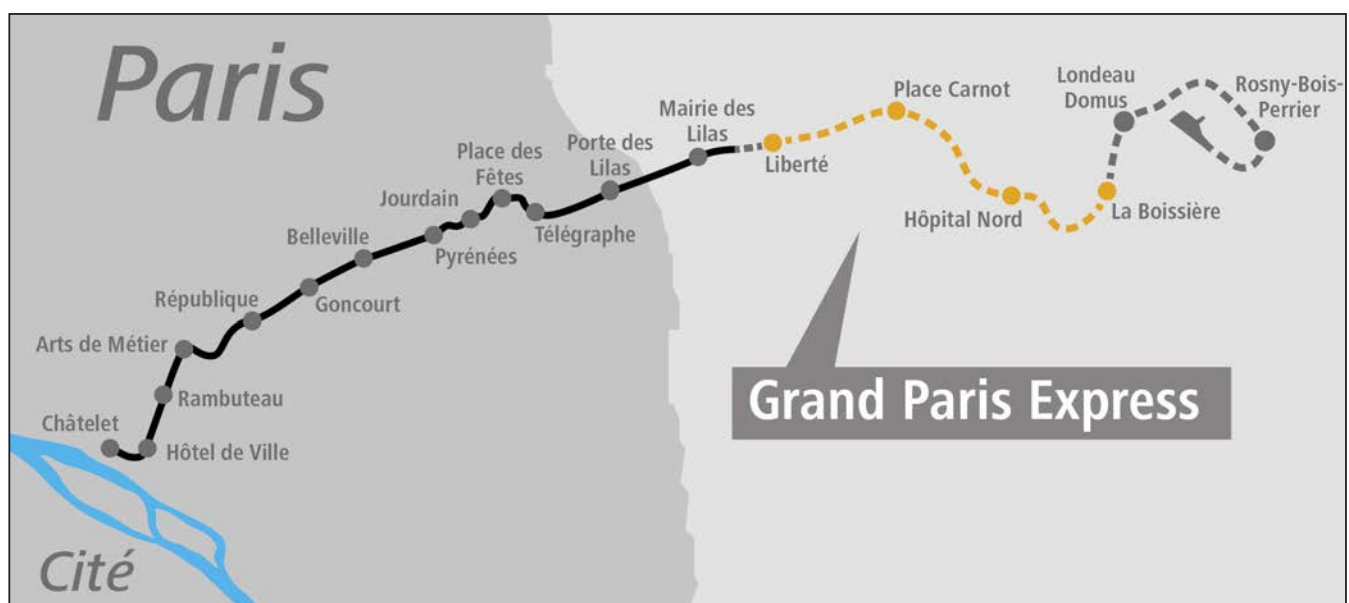 Paris
Cité
Châtelet
Hôtel de Ville
Rambuteau
Arts de Métier
République
Goncourt
Belleville
Pyrénées
Jourdain
Place des
Fêtes
Télégraphe
Porte des
Lilas
Mairie des
Lilas
Liberté
Place Carnot
Hôpital Nord
La Boissière
Londeau
Domus
Rosny-Bois-
Perrier
Grand Paris Express